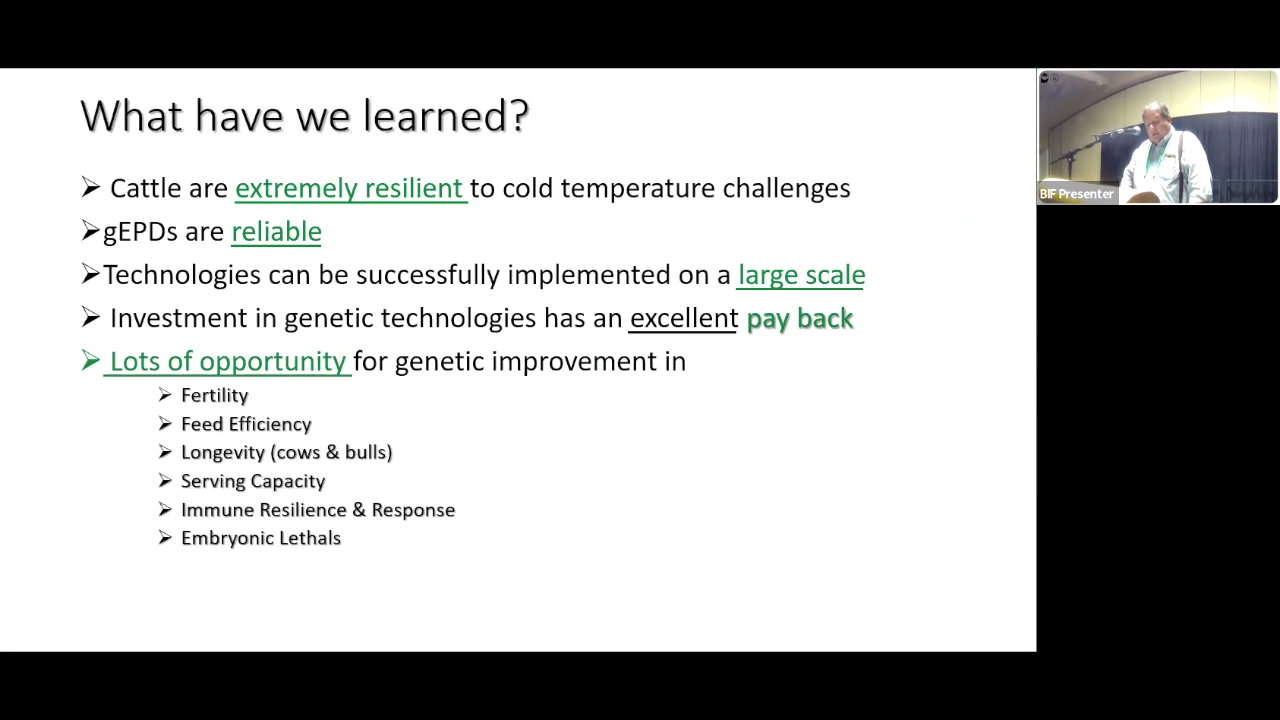 What have we learned?
➢ Cattle are extremely resilient to cold temperature challenges
➢gEPDs are reliable
➢Technologies can be successfully implemented on a large scale
➢ Investment in genetic technologies has an excellent pay back
➢ Lots of opportunity for genetic improvement in
➢ Fertility
➢ Feed Efficiency
➢ Longevity (cows & bulls)
➢ Serving Capacity
➢ Immune Resilience & Response
➢ Embryonic Lethals
BIF Presenter